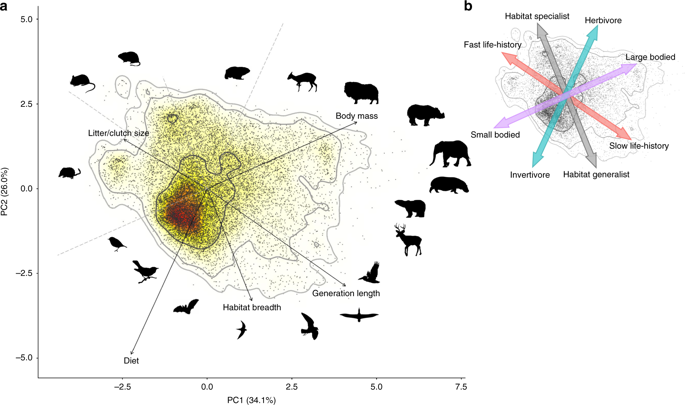 a
5.0
2.5
0.0
−2.5
−5.0
PC2 (26.0%)
Litter/clutch size
Body mass
Generation length
Habitat breadth
Diet
−2.5
0.0
2.5
5.0
7.5
PC1 (34.1%)
b
Habitat specialist
Herbivore
Fast life-history
Large bodied
Small bodied
Slow life-history
Invertivore
Habitat generalist